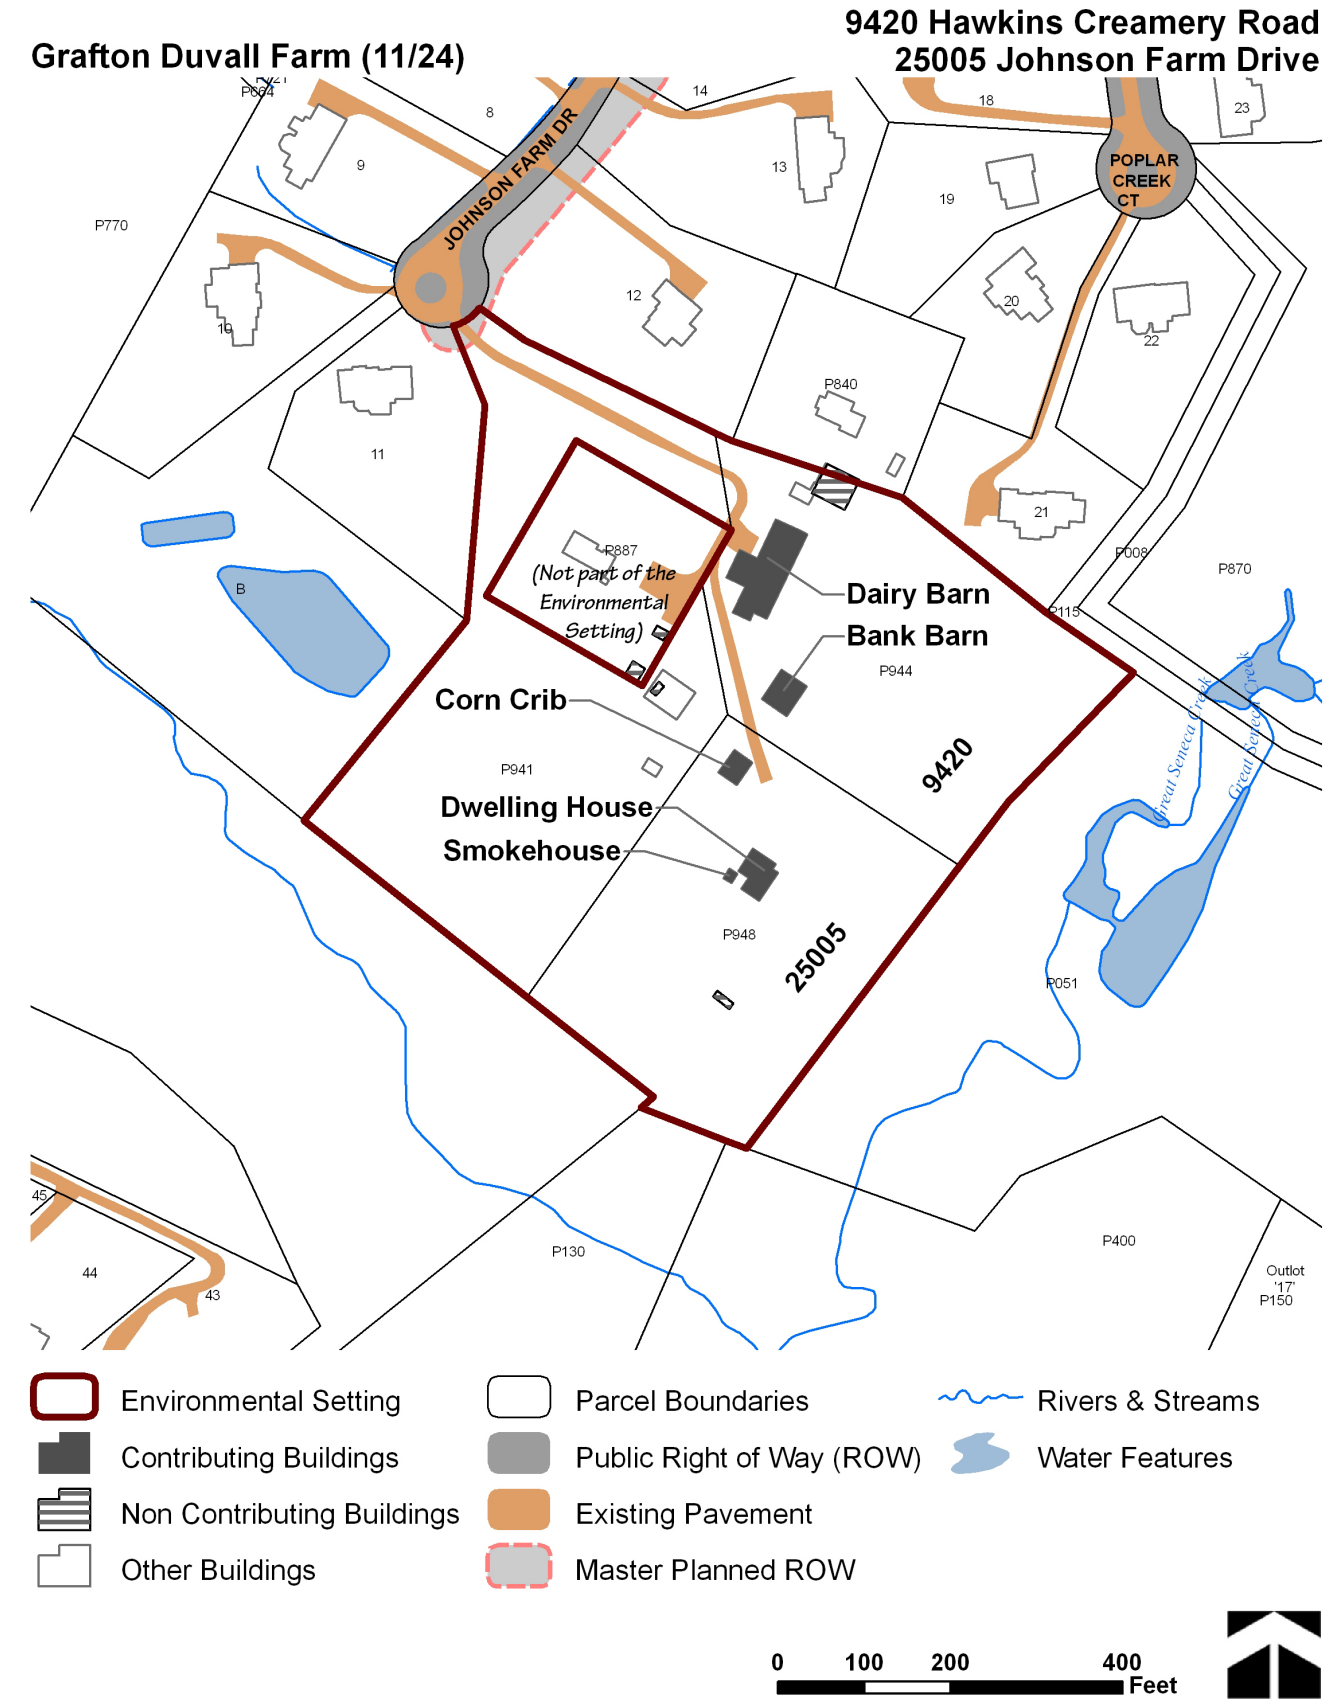 9420 Hawkins Creamery Road
Grafton Duvall Farm (11/24)
25005 Johnson Farm Drive
P664
8
14
18
23
9
13
JOHNSON FARM DR
POPLAR
CREEK
CT
19
P770
12
20
10
22
P840
11
21
P887
(Not part of the
Environmental
Setting)
P008
P870
B
Dairy Barn
P115
Bank Barn
P944
Corn Crib
Great Seneca Creek
Great Seneca Creek
P941
9420
Dwelling House
Smokehouse
P948
25005
P051
45
P130
P400
44
43
Outlot
'17'
P150
Environmental Setting
Parcel Boundaries
Rivers & Streams
Contributing Buildings
Public Right of Way (ROW)
Water Features
Non Contributing Buildings
Existing Pavement
Other Buildings
Master Planned ROW
0 100 200 400
Feet